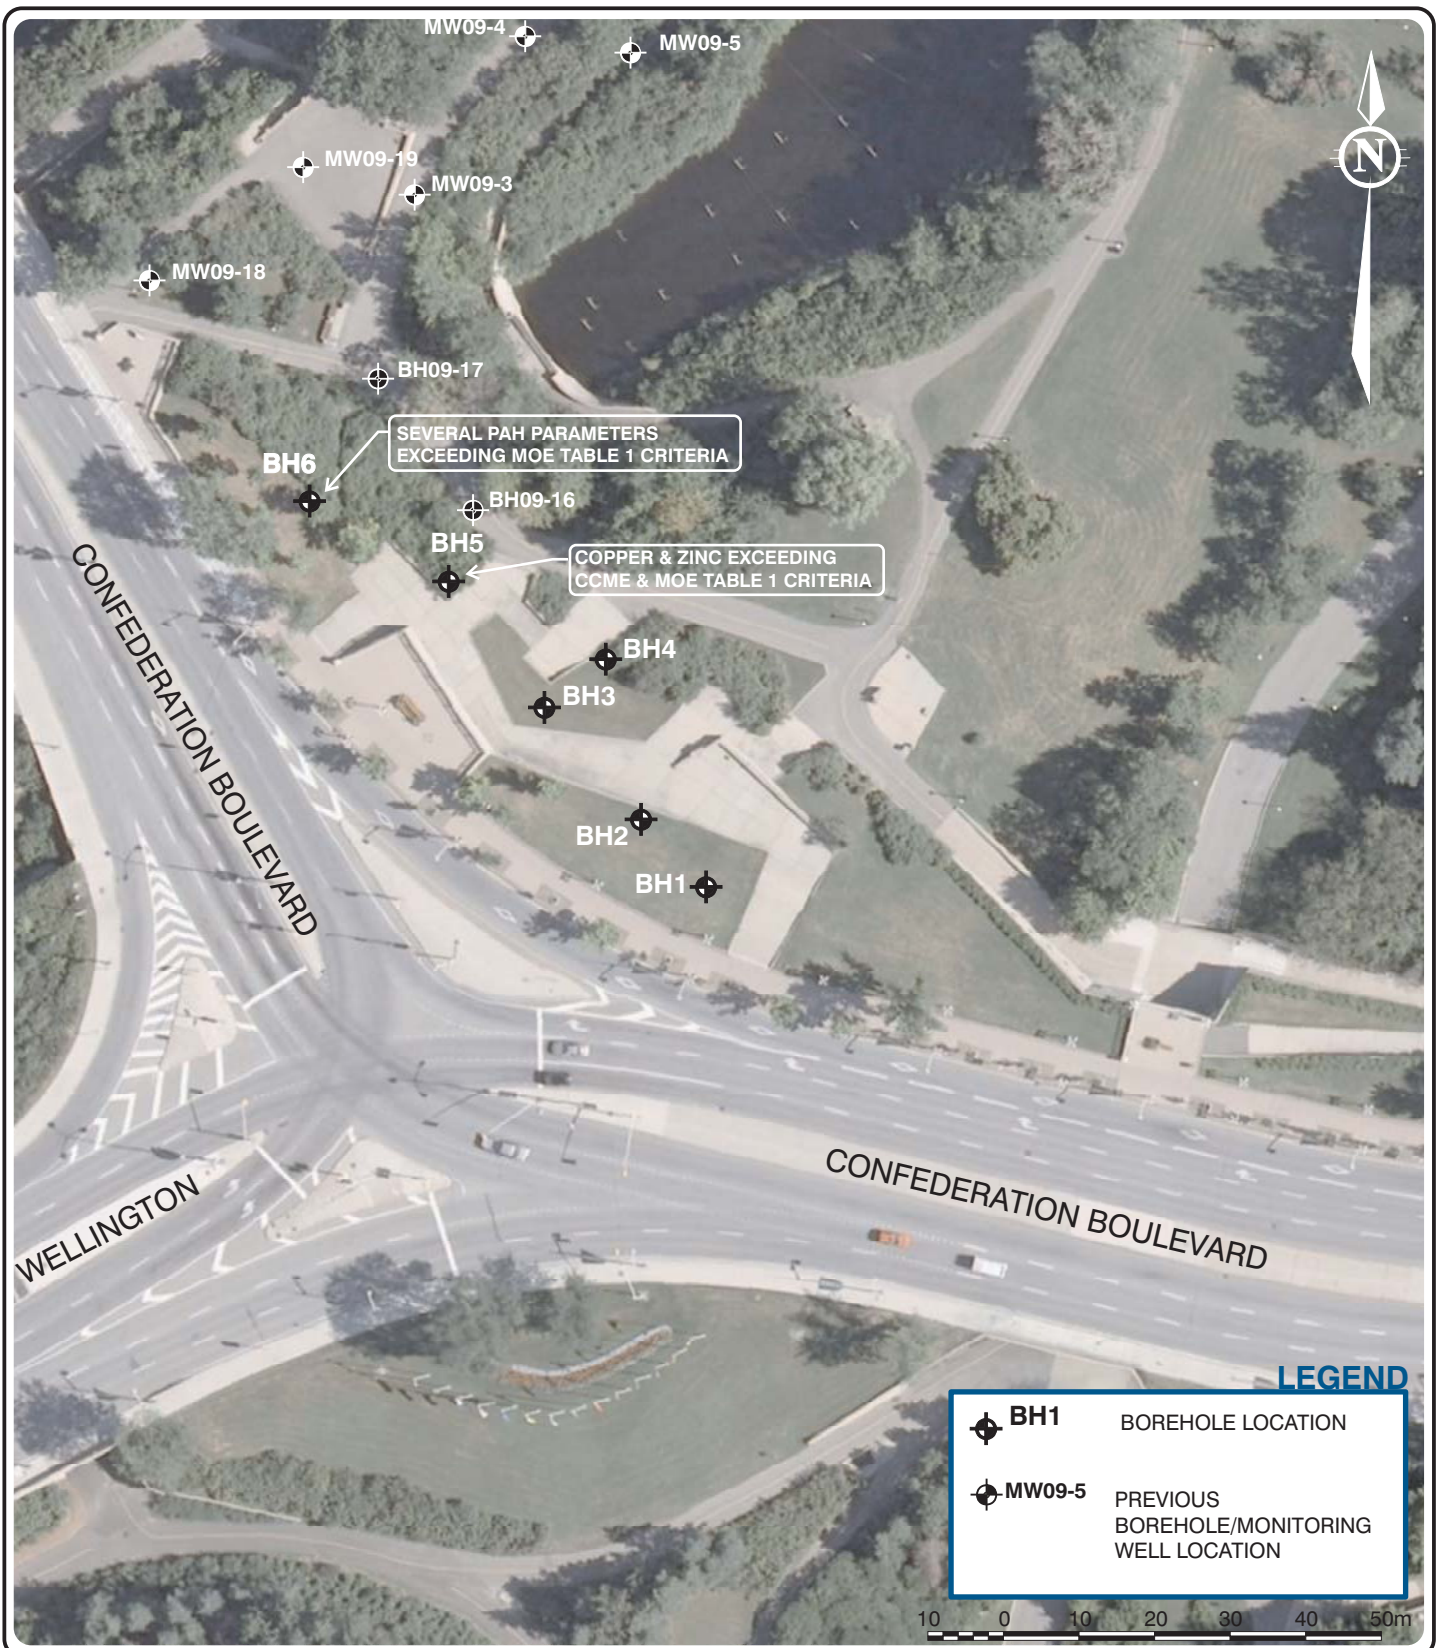 MW09-4
MW09-5
N
MW09-19
MW09-3
MW09-18
BH09-17
SEVERAL PAH PARAMETERS
EXCEEDING MOE TABLE 1 CRITERIA
BH6
BH09-16
BH5
COPPER & ZINC EXCEEDING
CCME & MOE TABLE 1 CRITERIA
BH4
BH3
CONFEDERATION BOULEVARD
BH2
BH1
CONFEDERATION BOULEVARD
WELLINGTON
LEGEND
BH1 BOREHOLE LOCATION
MW09-5 PREVIOUS
BOREHOLE/MONITORING
WELL LOCATION
10 0 10 20 30 40 50m